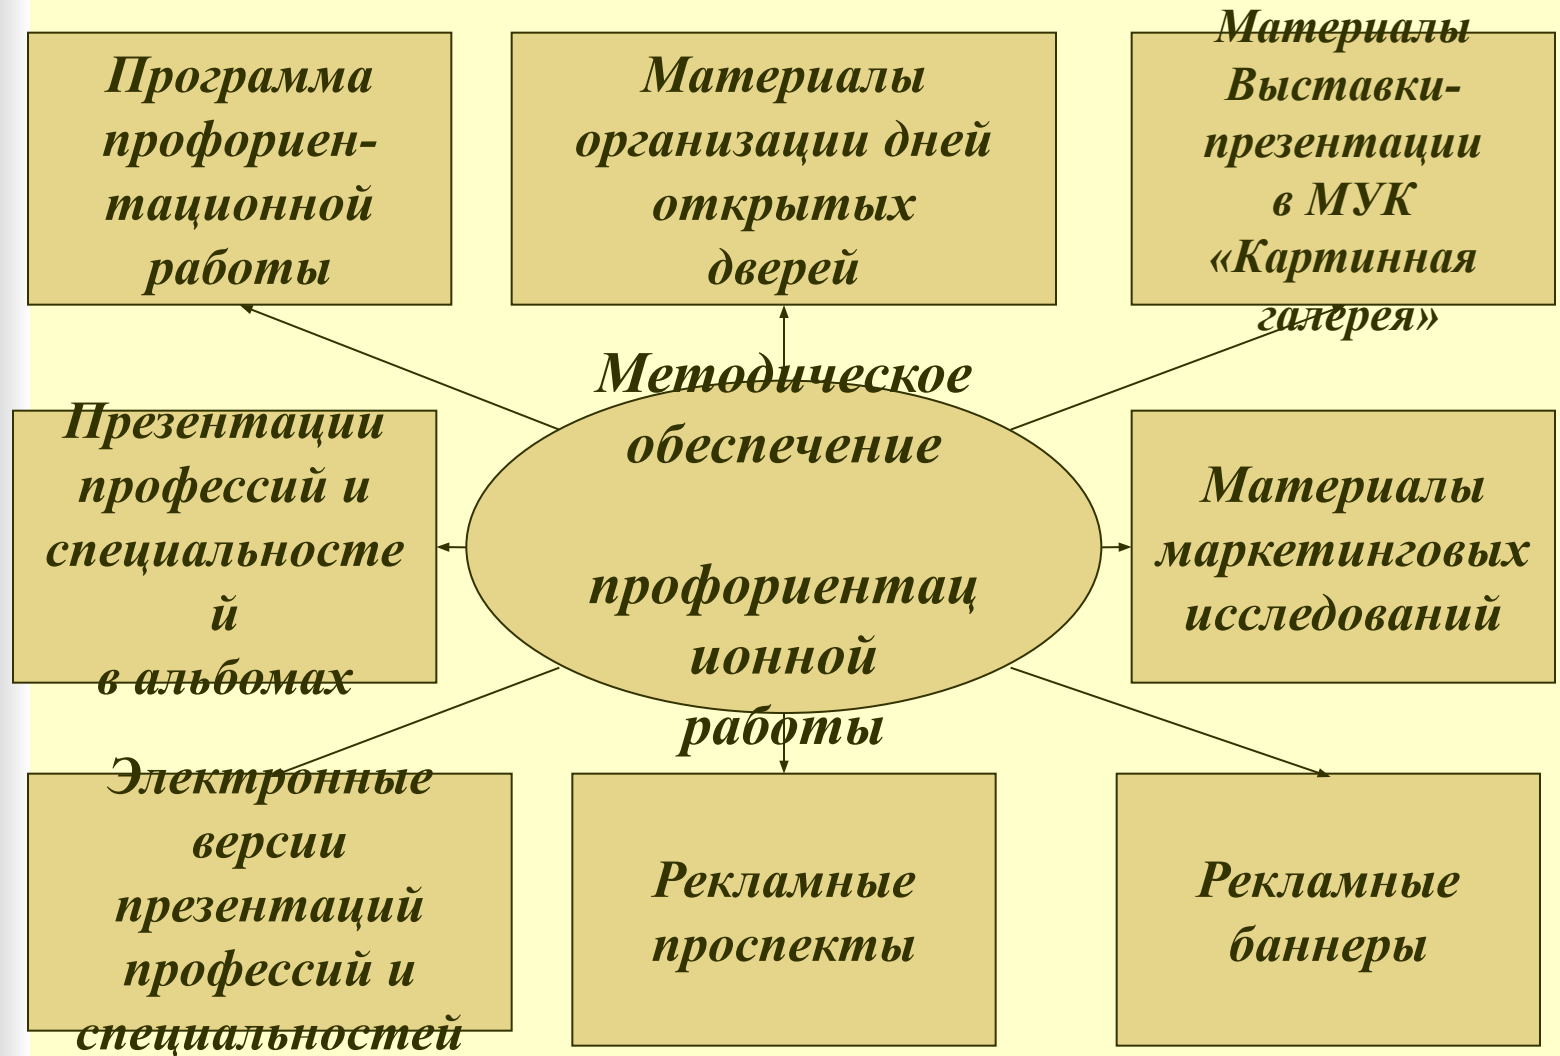 Программа
профориен-
тационной
работы
Материалы
организации дней
открытых
дверей
Материалы
Выставки-
презентации
в МУК
«Картинная
галерея»
Методическое
обеспечение
профориентац
ионной
работы
Презентации
профессий и
специальносте
й
в альбомах
Материалы
маркетинговых
исследований
Электронные
версии
презентаций
профессий и
специальностей
Рекламные
проспекты
Рекламные
баннеры